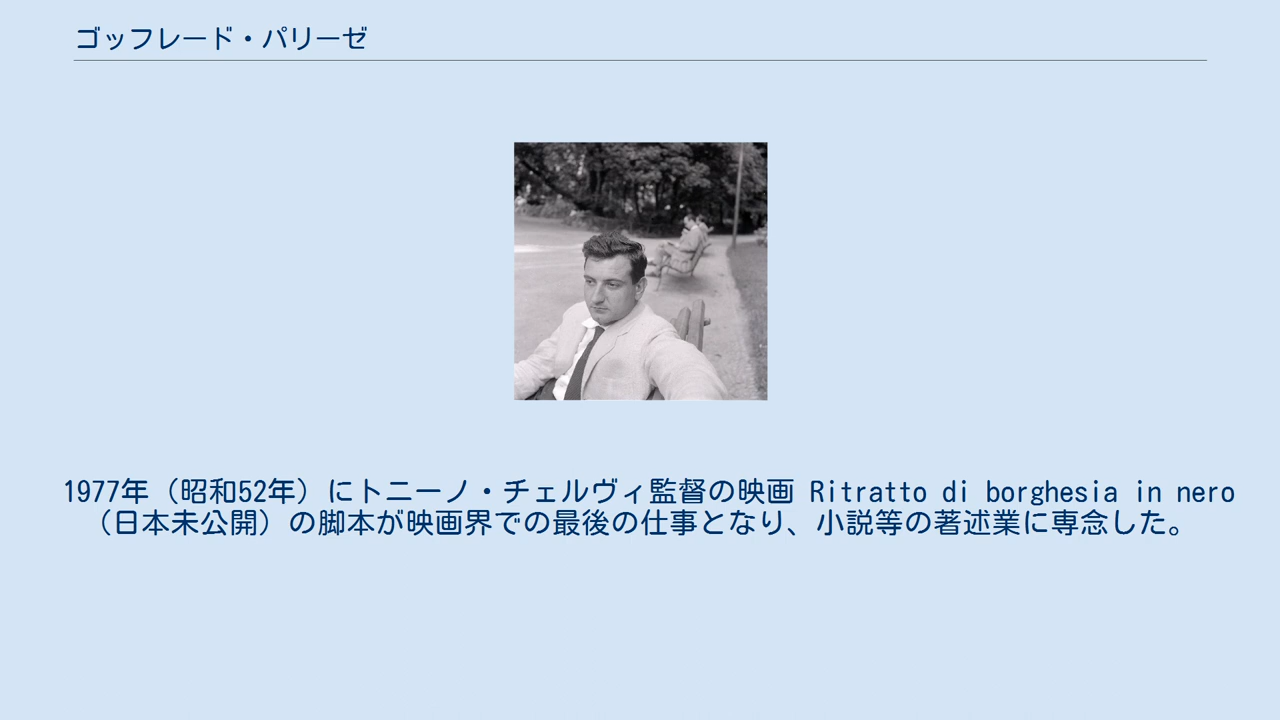 ゴッフレード・パリーゼ
1977年（昭和52年）にトニーノ・チェルヴィ監督の映画 Ritratto di borghesia in nero
（日本未公開）の脚本が映画界での最後の仕事となり、小説等の著述業に専念した。